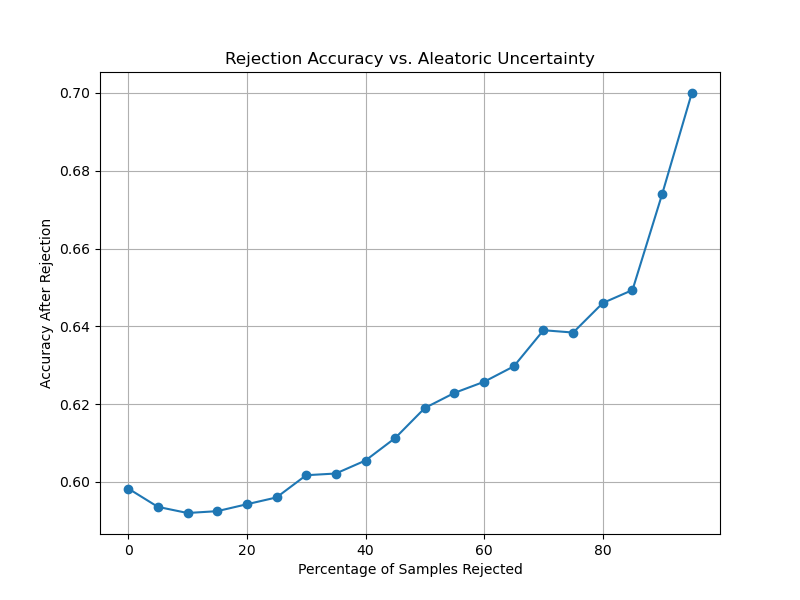 Rejection Accuracy vs. Aleatoric Uncertainty
0.70
0.68
0.66
0.64
0.62
0.60
Accuracy After Rejection
0 20 40 60 80
Percentage of Samples Rejected